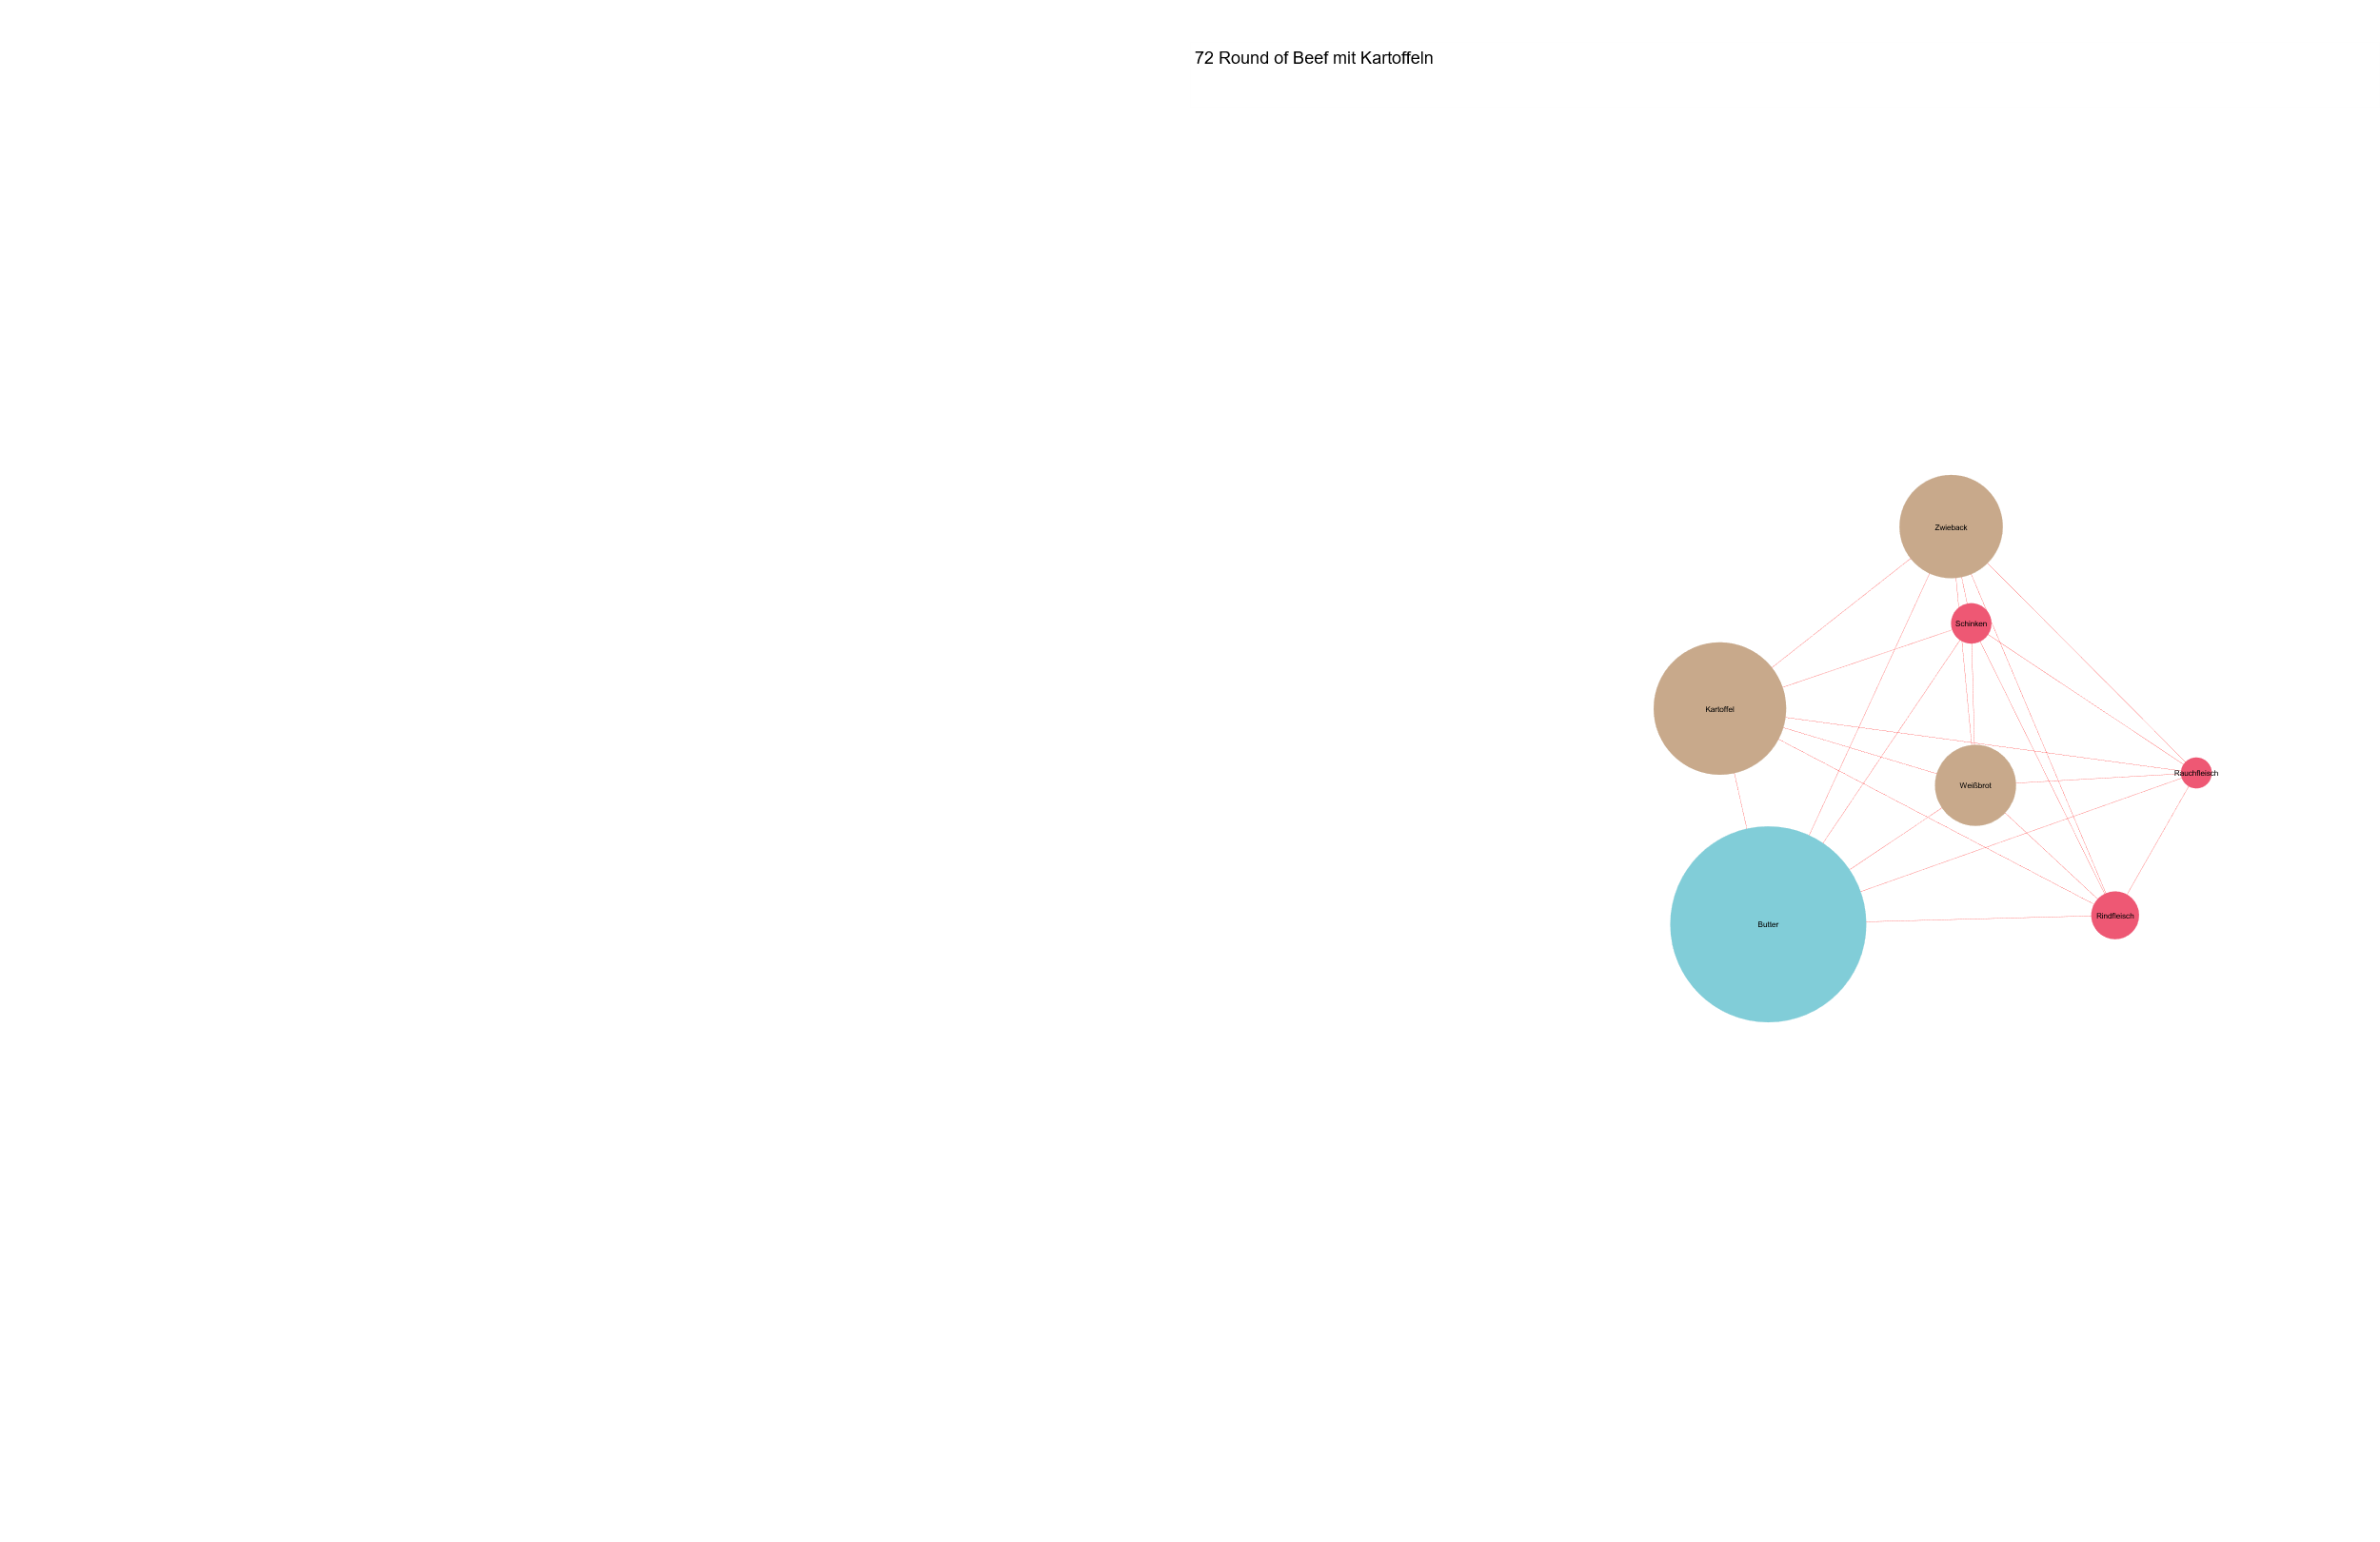 72 Round of Beef mit Kartoffeln
Zwieback
Schinken
Kartoffel
Rauchfleisch
Weißbrot
Rindfleisch
Butter